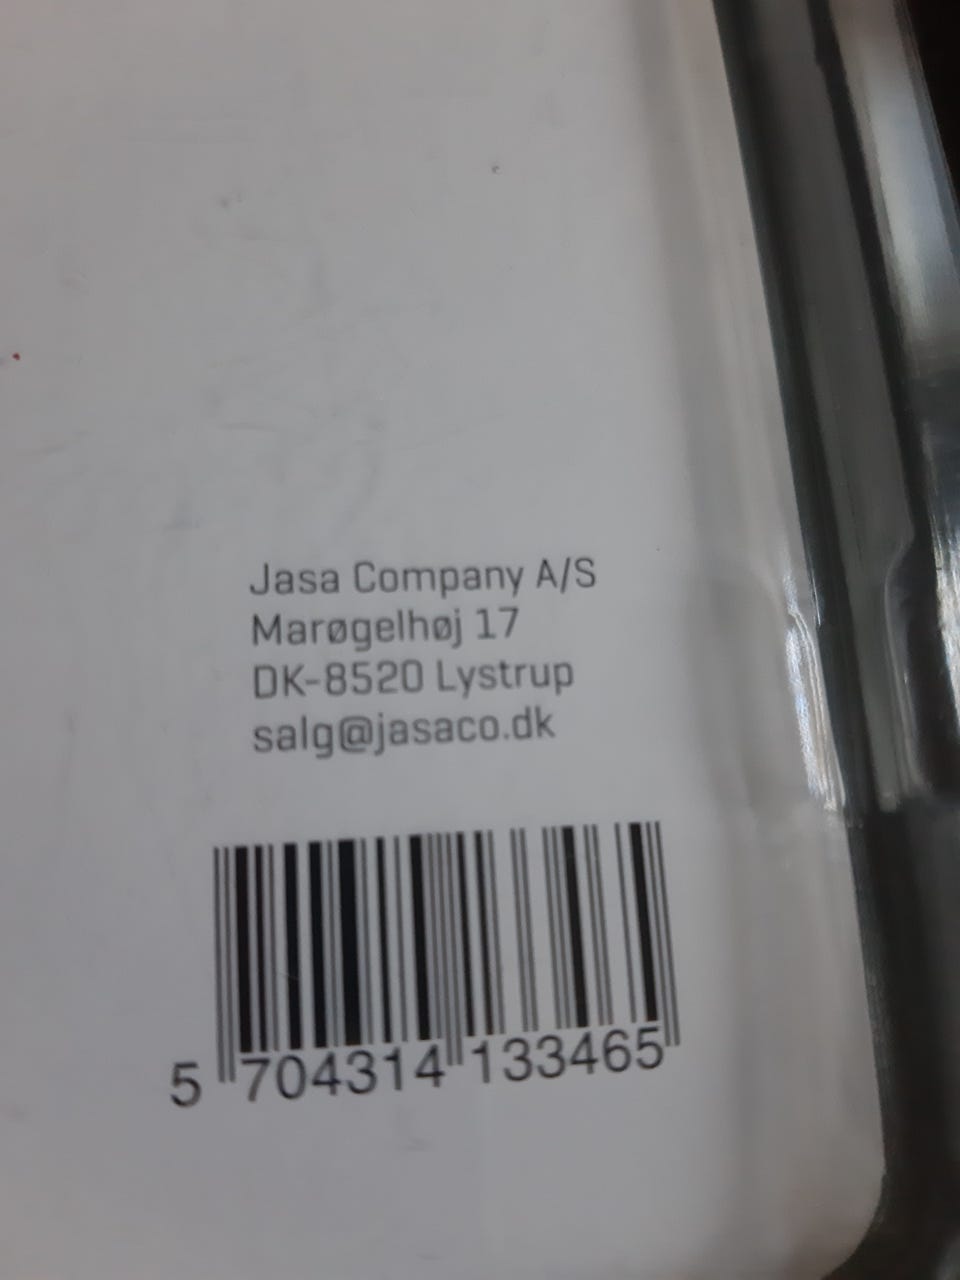 Jasa Company A/S
Marøgelhøj 17
DK-8520 Lystrup
salg@jasaco.dk
5 704314 133465